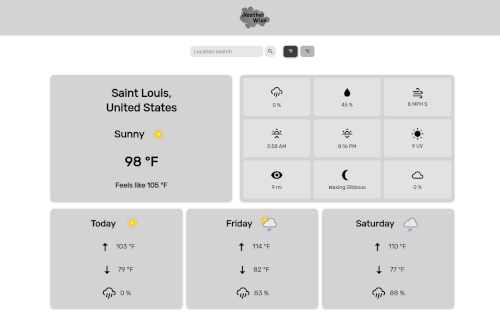 Weather
Wise
Location search
°F
°C
Saint Louis,
United States
Sunny
98 °F
Feels like 105 °F
0 %
45 %
8 MPH S
5:58 AM
8:16 PM
9 UV
9 mi
Waxing Gibbous
0 %
Today
103 °F
79 °F
0 %
Friday
114 °F
82 °F
83 %
Saturday
110 °F
77 °F
88 %